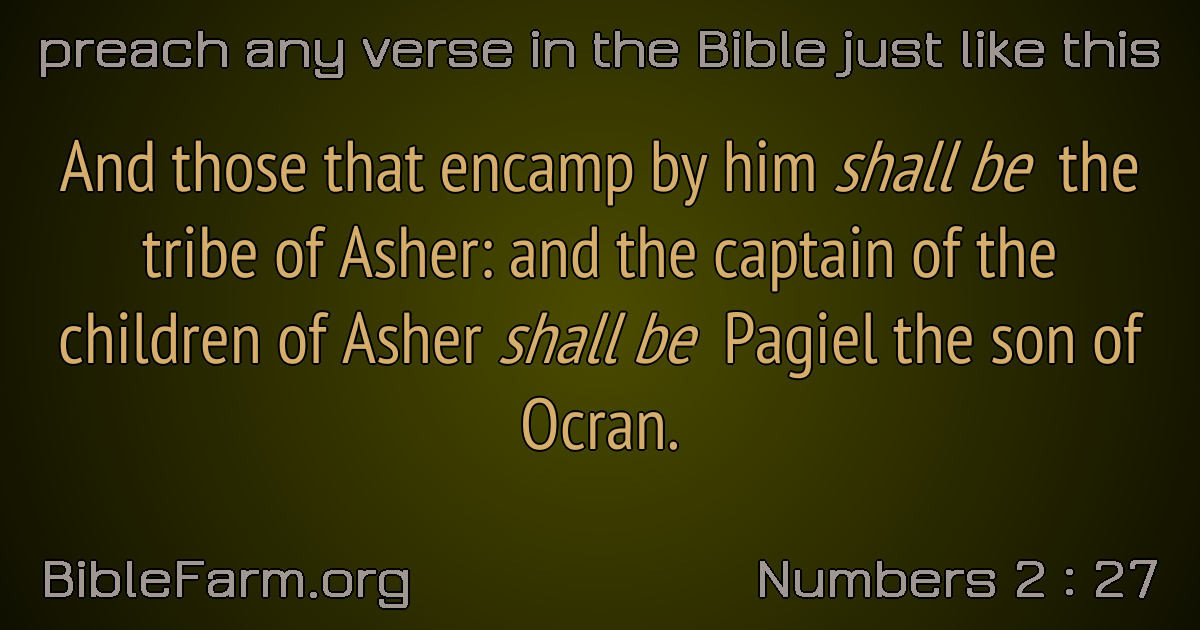 preach any verse in the Bible just like this
And those that encamp by him shall be the
tribe of Asher: and the captain of the
children of Asher shall be Pagiel the son of
Ocran.
BibleFarm.org
Numbers 2 : 27